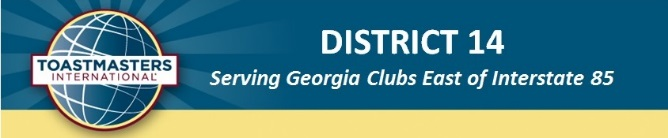 TOASTMASTERS
INTERNATIONAL®
DISTRICT 14
Serving Georgia Clubs East of Interstate 85